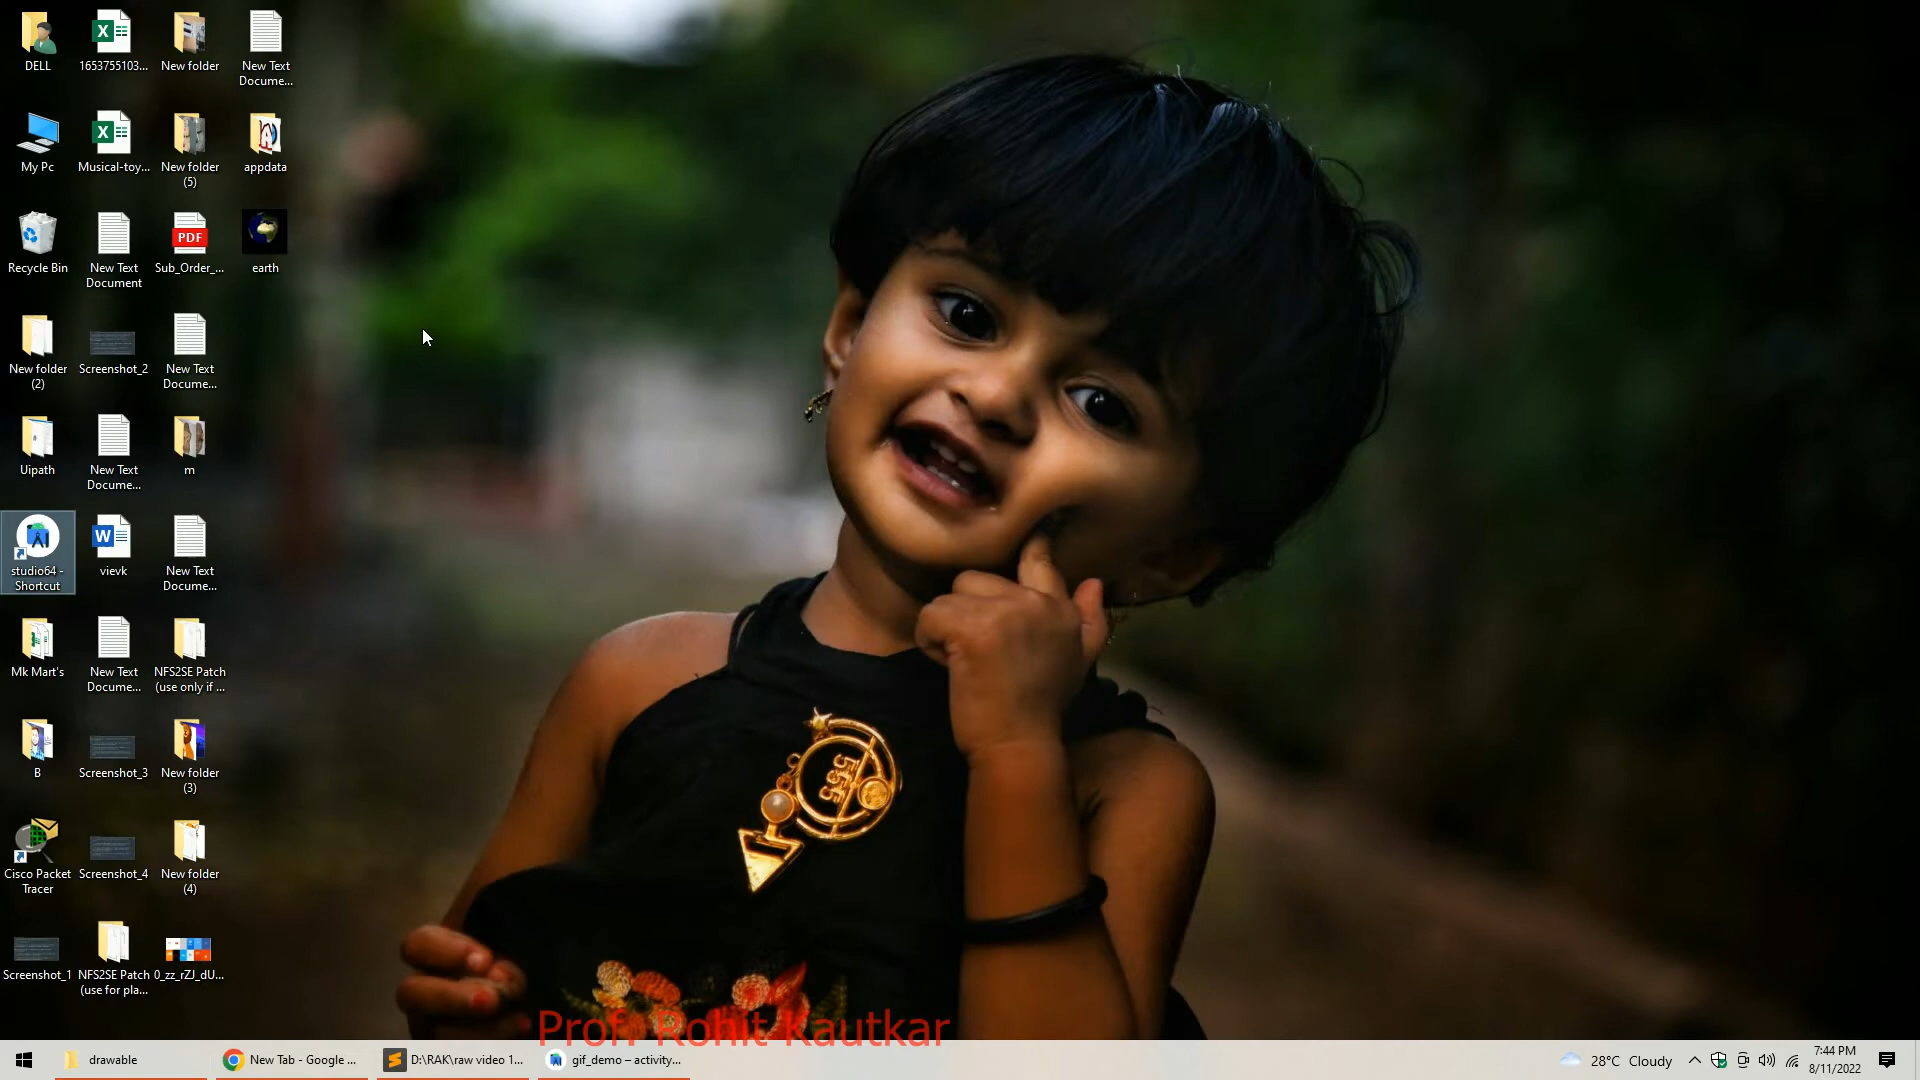 DELL
1653755103...
New folder
New Text
Docume...
My Pc
Musical-toy...
New folder
(5)
appdata
Recycle Bin
New Text
Document
PDF
Sub_Order_...
earth
New folder
(2)
Screenshot_2
New Text
Docume...
Uipath
New Text
Docume...
m
studio64 -
Shortcut
vievk
New Text
Docume...
Mk Mart's
New Text
Docume...
NFS2SE Patch
(use only if ...
B
Screenshot_3
New folder
(3)
Cisco Packet
Tracer
Screenshot_4
New folder
(4)
Screenshot_1
NFS2SE Patch
(use for pla...
0_zz_rZJ_dU...
555
Prof. Rohit Kautkar
drawable
New Tab - Google ...
D:\RAK\raw video 1...
gif_demo – activity...
28°C Cloudy
7:44 PM
8/11/2022